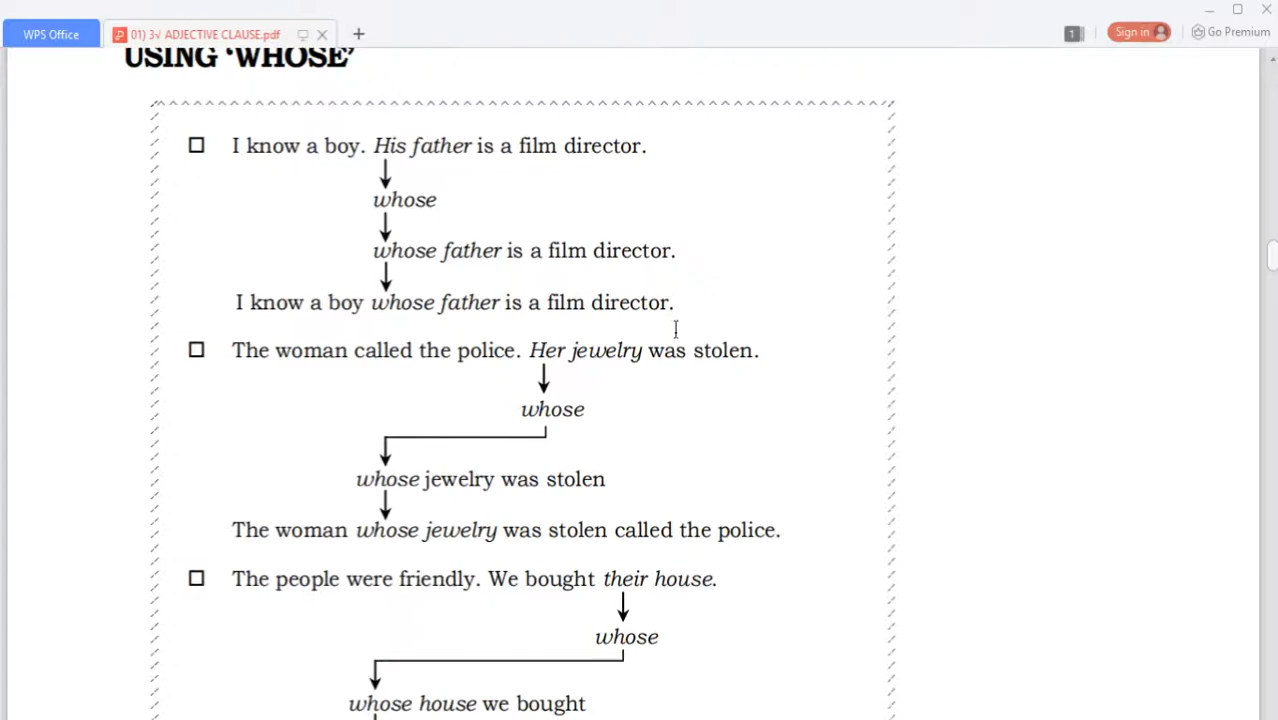 WPS Office
01) 3√ ADJECTIVE CLAUSE.pdf
1
Sign in
Go Premium
USING ‘WHOSE’
I know a boy. His father is a film director.
whose
whose father is a film director.
I know a boy whose father is a film director.
The woman called the police. Her jewelry was stolen.
whose
whose jewelry was stolen
The woman whose jewelry was stolen called the police.
The people were friendly. We bought their house.
whose
whose house we bought